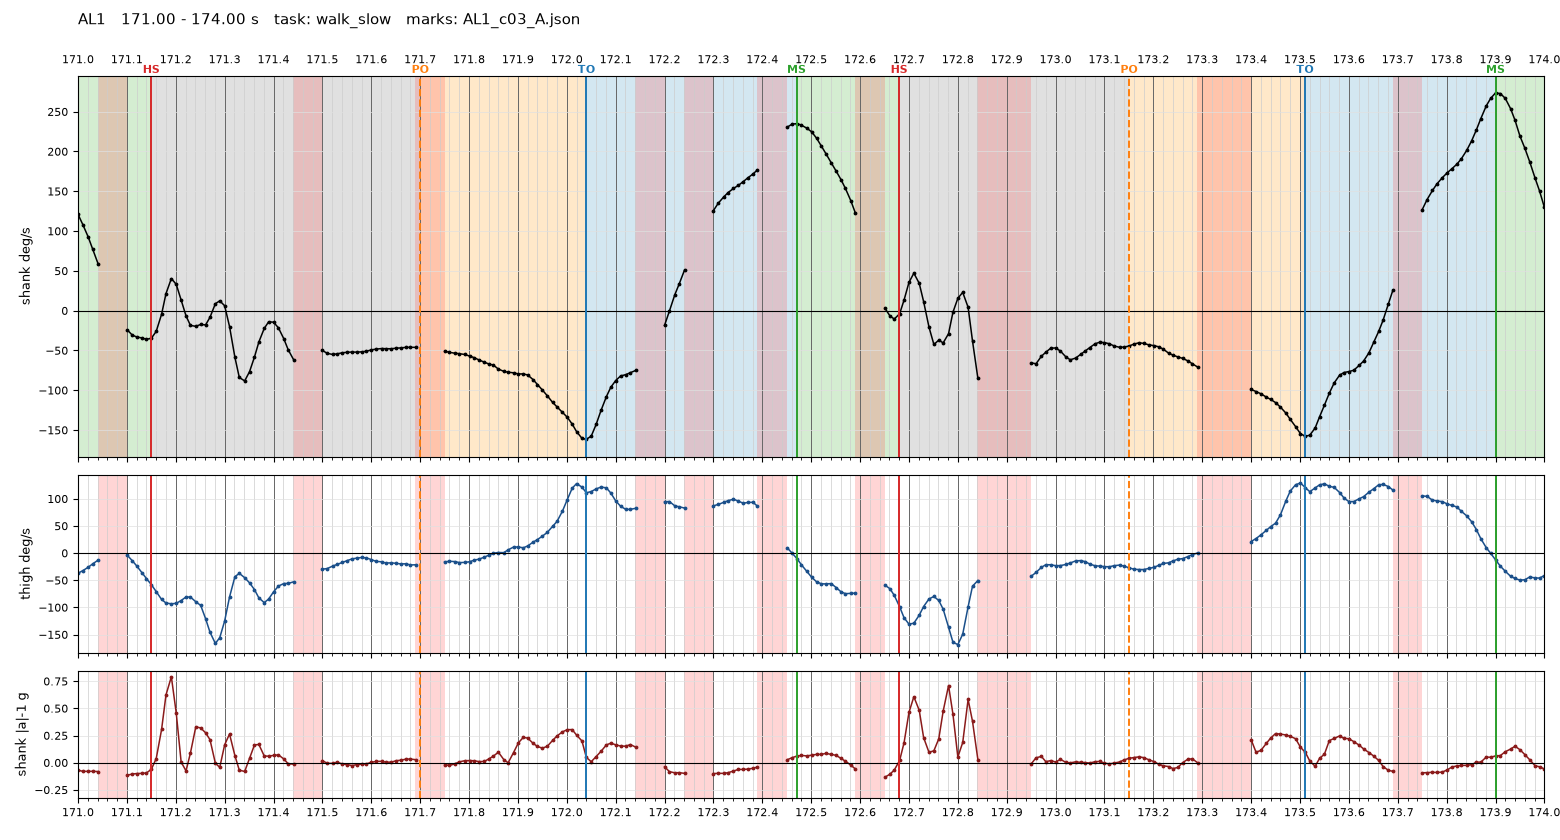 AL1 171.00 - 174.00 s task: walk_slow marks: AL1_c03_A.json
171.0 171.1 171.2 171.3 171.4 171.5 171.6 171.7 171.8 171.9 172.0 172.1 172.2 172.3 172.4 172.5 172.6 172.7 172.8 172.9 173.0 173.1 173.2 173.3 173.4 173.5 173.6 173.7 173.8 173.9 174.0
HS PO TO MS HS PO TO MS
shank deg/s
250
200
150
100
50
0
−50
−100
−150
thigh deg/s
100
50
0
−50
−100
−150
shank |a|-1 g
0.75
0.50
0.25
0.00
−0.25
171.0 171.1 171.2 171.3 171.4 171.5 171.6 171.7 171.8 171.9 172.0 172.1 172.2 172.3 172.4 172.5 172.6 172.7 172.8 172.9 173.0 173.1 173.2 173.3 173.4 173.5 173.6 173.7 173.8 173.9 174.0